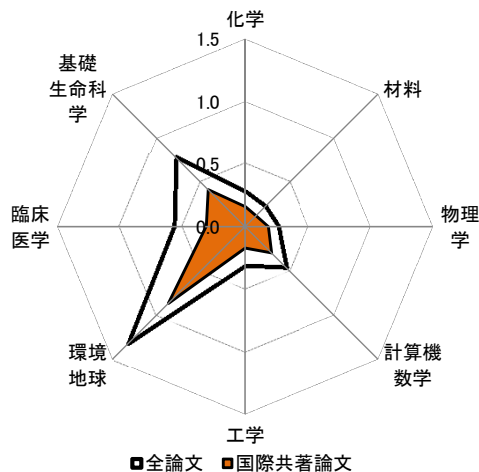 化学
1.5
基礎
生命科
学
材料
1.0
0.5
臨床
医学
0.0
物理
学
環境
地球
計算機
数学
工学
全論文 国際共著論文